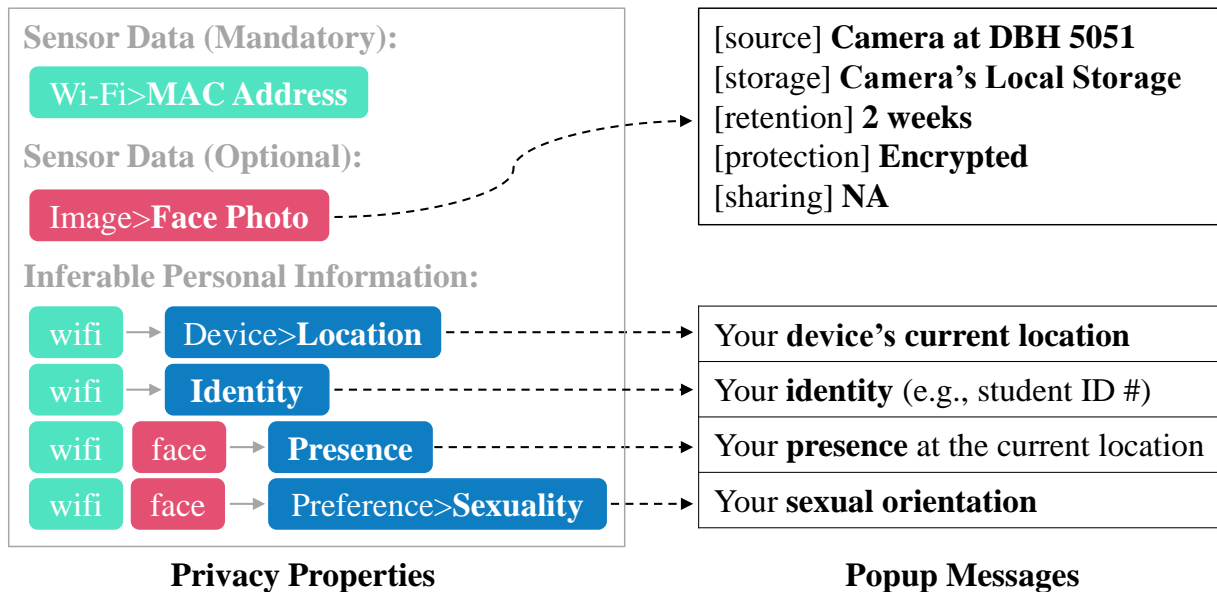 Sensor Data (Mandatory):
Wi-Fi>MAC Address
Sensor Data (Optional):
Image>Face Photo
Inferable Personal Information:
wifi Device>Location
wifi Identity
wifi face Presence
wifi face Preference>Sexuality
Privacy Properties
[source] Camera at DBH 5051
[storage] Camera's Local Storage
[retention] 2 weeks
[protection] Encrypted
[sharing] NA
Your device's current location
Your identity (e.g., student ID #)
Your presence at the current location
Your sexual orientation
Popup Messages